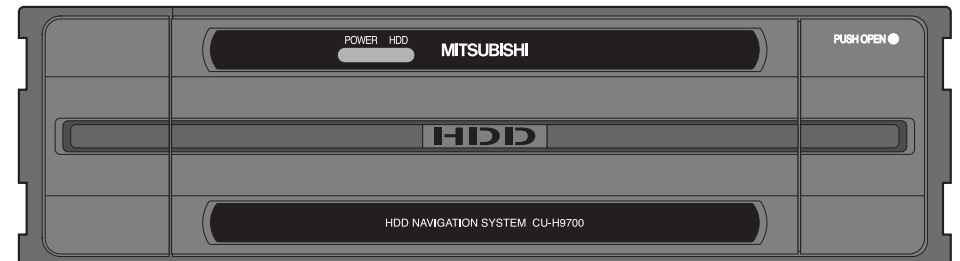 POWER HDD
MITSUBISHI
PUSH OPEN
HDD
HDD NAVIGATION SYSTEM CU-H9700